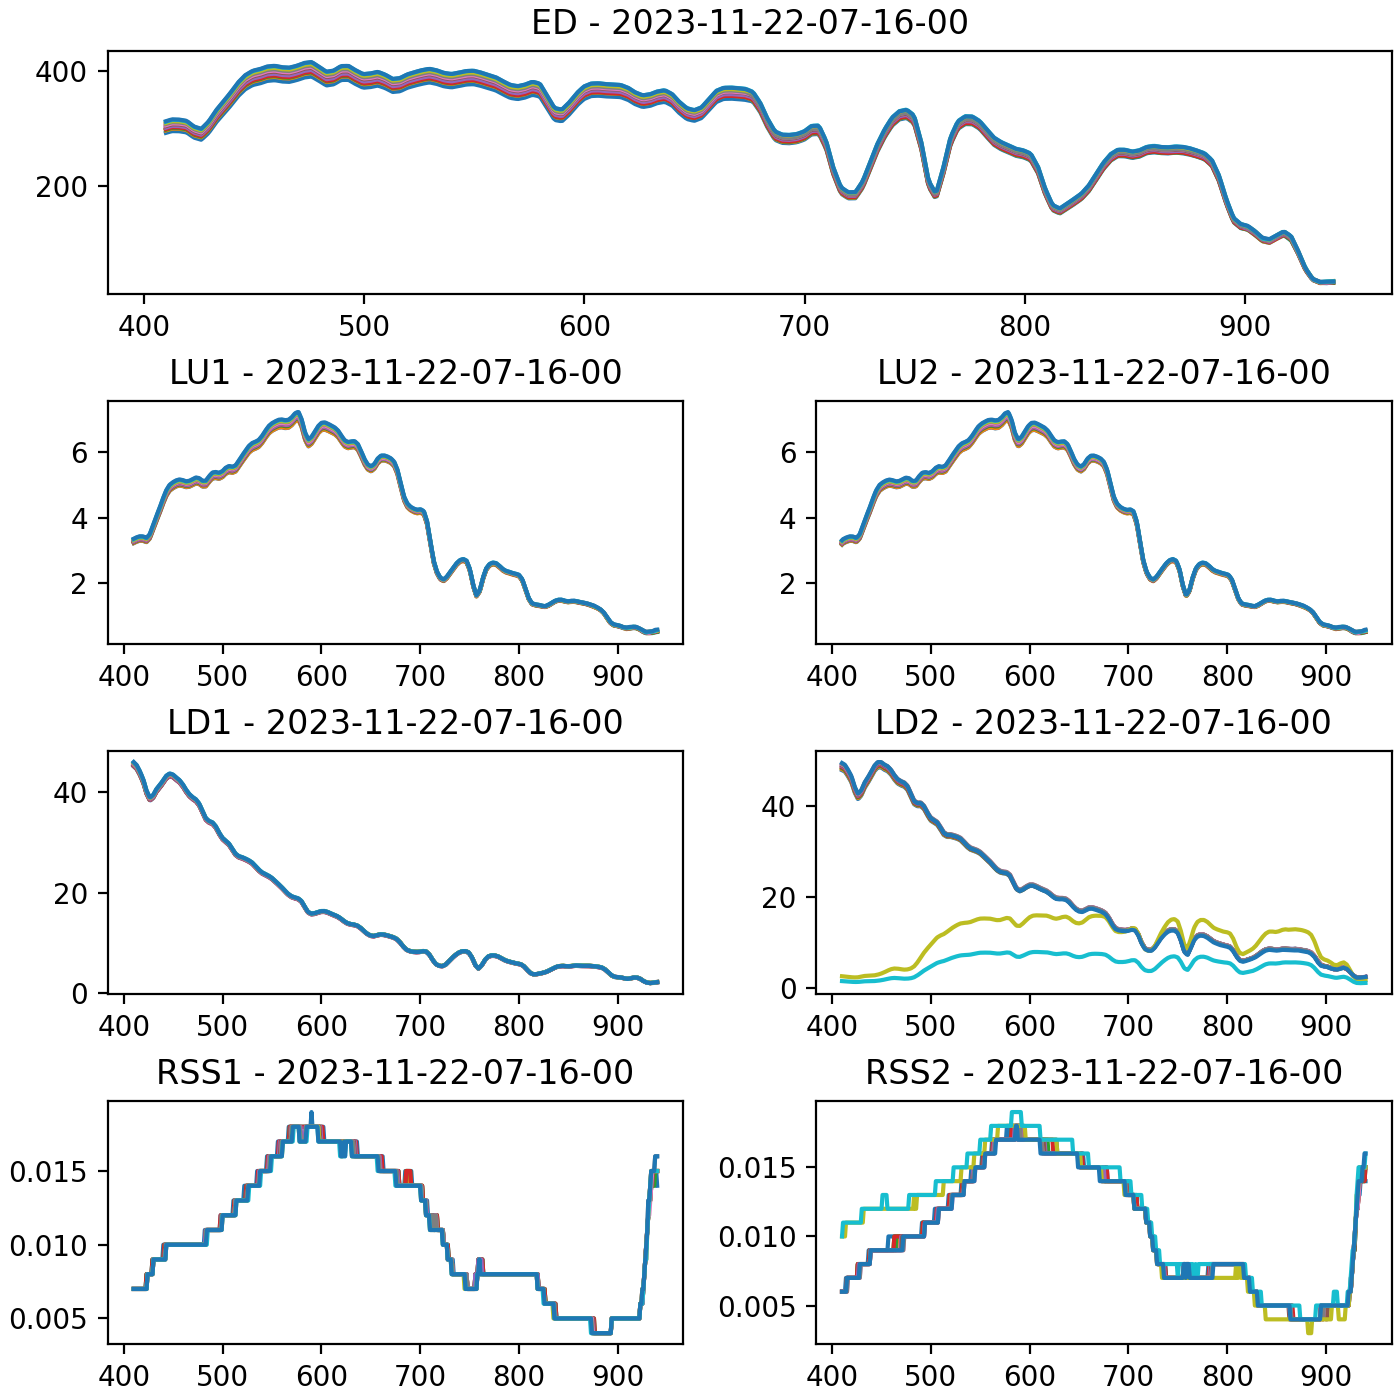 ED - 2023-11-22-07-16-00
400
200
400 500 600 700 800 900
LU1 - 2023-11-22-07-16-00
6
4
2
400 500 600 700 800 900
LU2 - 2023-11-22-07-16-00
6
4
2
400 500 600 700 800 900
LD1 - 2023-11-22-07-16-00
40
20
0
400 500 600 700 800 900
LD2 - 2023-11-22-07-16-00
40
20
0
400 500 600 700 800 900
RSS1 - 2023-11-22-07-16-00
0.015
0.010
0.005
400 500 600 700 800 900
RSS2 - 2023-11-22-07-16-00
0.015
0.010
0.005
400 500 600 700 800 900